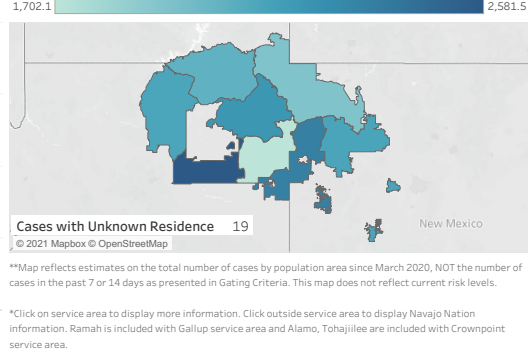 1,702.1 2,581.5
New Mexico
Cases with Unknown Residence 19
© 2021 Mapbox © OpenStreetMap
**Map reflects estimates on the total number of cases by population area since March 2020, NOT the number of
cases in the past 7 or 14 days as presented in Gating Criteria. This map does not reflect current risk levels.
*Click on service area to display more information. Click outside service area to display Navajo Nation
information. Ramah is included with Gallup service area and Alamo, Tohajiilee are included with Crownpoint
service area.